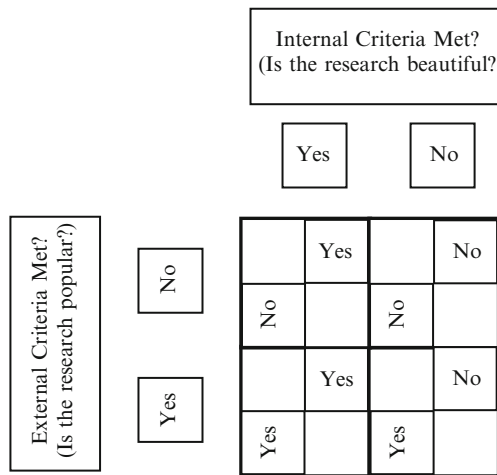 Internal Criteria Met?
(Is the research beautiful?
Yes
No
External Criteria Met?
(Is the research popular?)
No
Yes
Yes
No
No
No
Yes
No
Yes
Yes